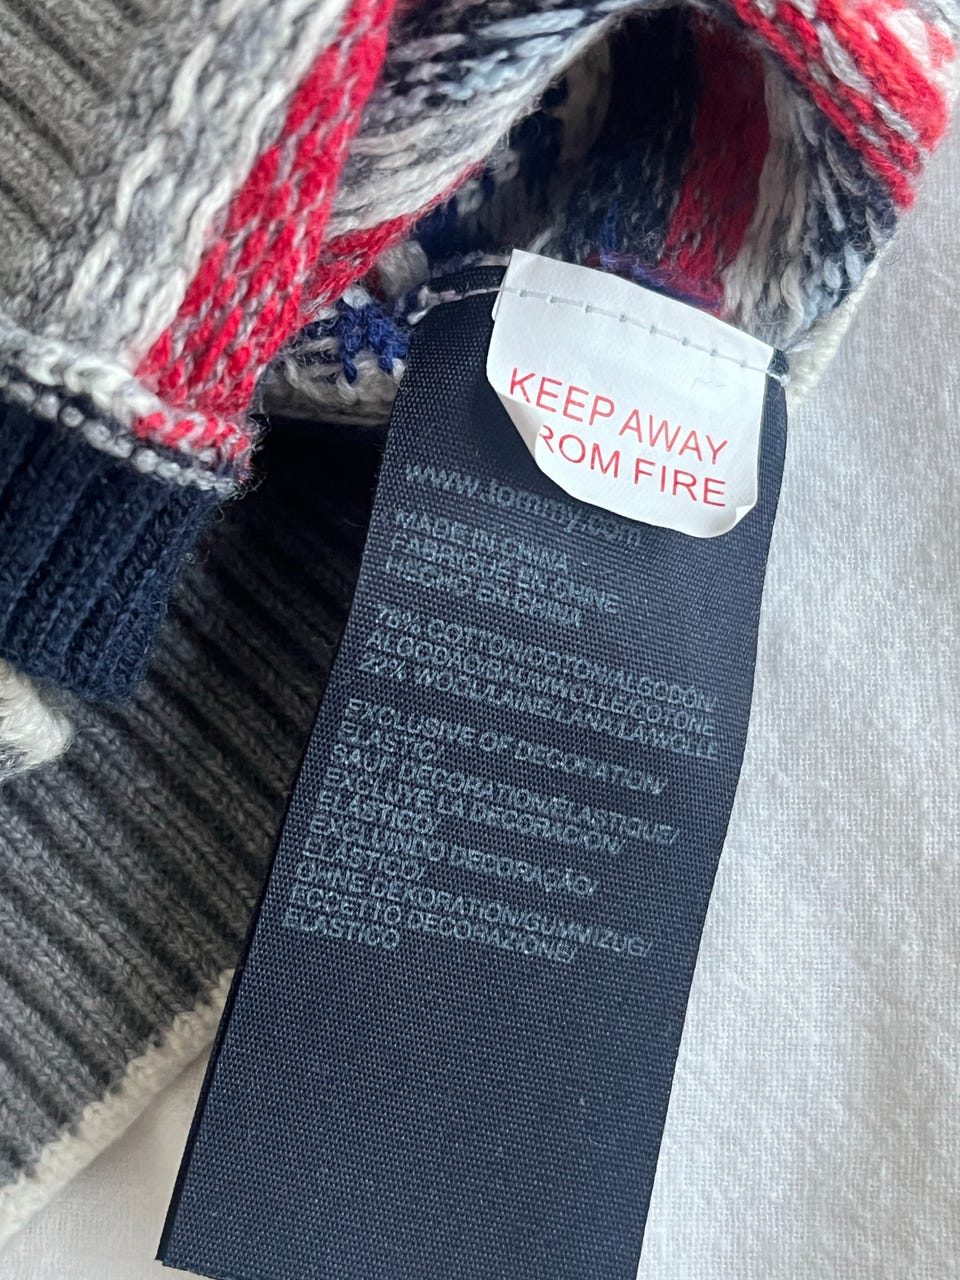 KEEP AWAY
ROM FIRE
www.tommy.com
MADE IN CHINA
FABRIQUÉ EN CHINE
HECHO EN CHINA
78% COTTON/COTON/ALGODÓN/
ALGODÃO/BAUMWOLLE/COTONE
22% WOOL/LAINE/LANA/LÃ/WOLLE
EXCLUSIVE OF DECORATION/
ELASTIC/
SAUF DÉCORATION/ÉLASTIQUE/
EXCLUYE LA DECORACIÓN/
ELÁSTICO/
EXCLUINDO DECORAÇÃO/
ELÁSTICO/
OHNE DEKORATION/GUMMIZUG/
ECCETTO DECORAZIONE/
ELASTICO